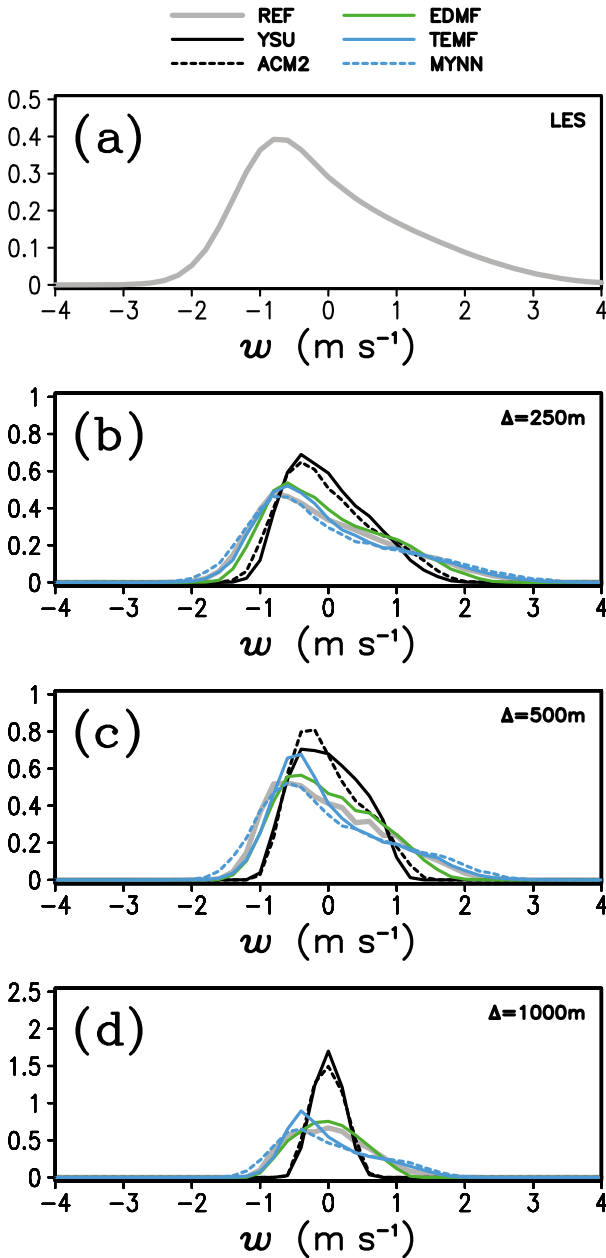 REF EDMF
YSU TEMF
ACM2 MYNN
0.5
0.4
0.3
0.2
0.1
0
(a)
LES
−4 −3 −2 −1 0 1 2 3 4
w (m s⁻¹)
1
0.8
0.6
0.4
0.2
0
(b)
Δ=250m
−4 −3 −2 −1 0 1 2 3 4
w (m s⁻¹)
1
0.8
0.6
0.4
0.2
0
(c)
Δ=500m
−4 −3 −2 −1 0 1 2 3 4
w (m s⁻¹)
2.5
2
1.5
1
0.5
0
(d)
Δ=1000m
−4 −3 −2 −1 0 1 2 3 4
w (m s⁻¹)